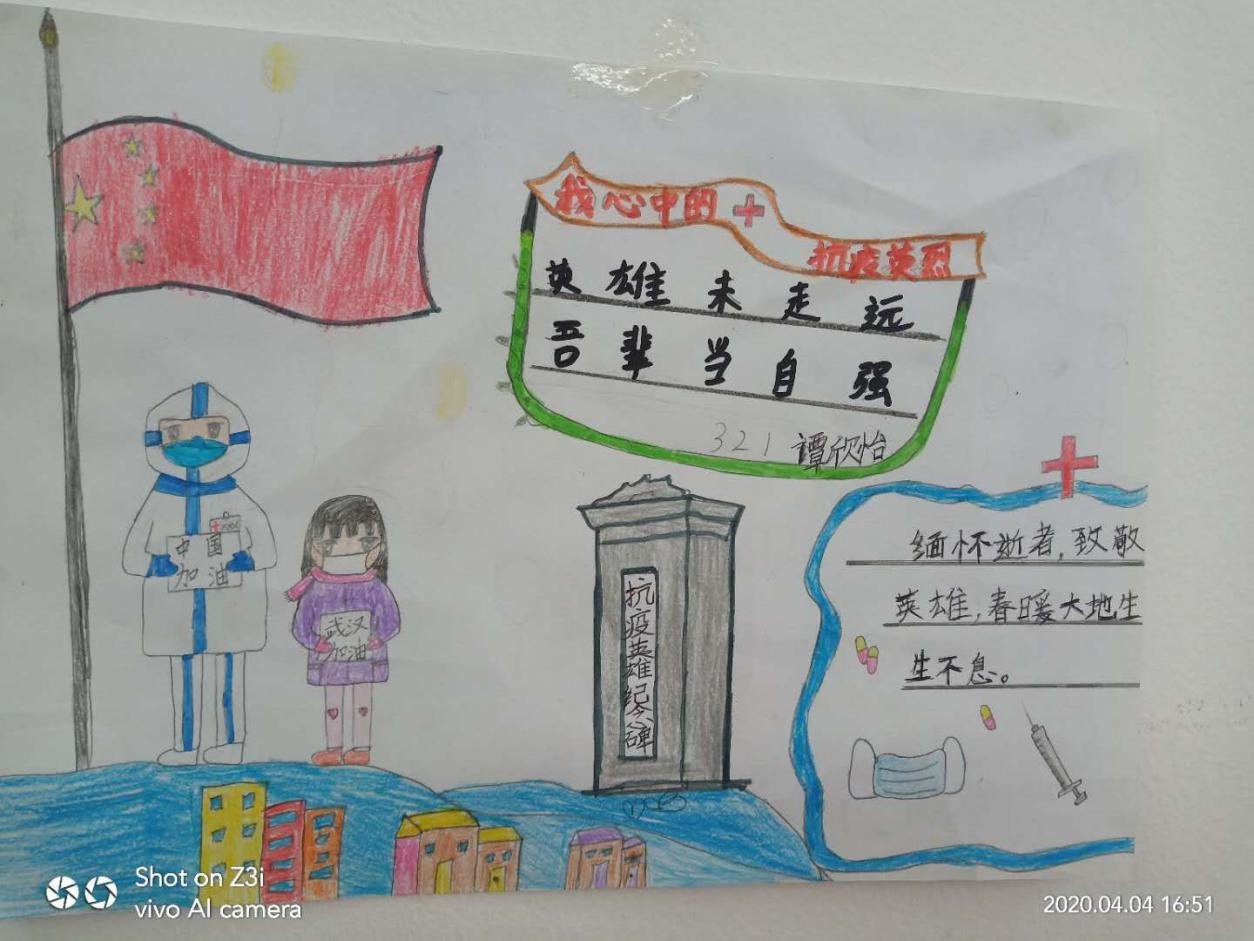 我心中的
抗疫英烈
英雄未走远
吾辈当自强
321 谭欣怡
中国
加油
武汉
加油
抗疫英雄纪念碑
缅怀逝者，致敬
英雄，春暖大地生
生不息。
Shot on Z3i
vivo AI camera
2020.04.04 16:51